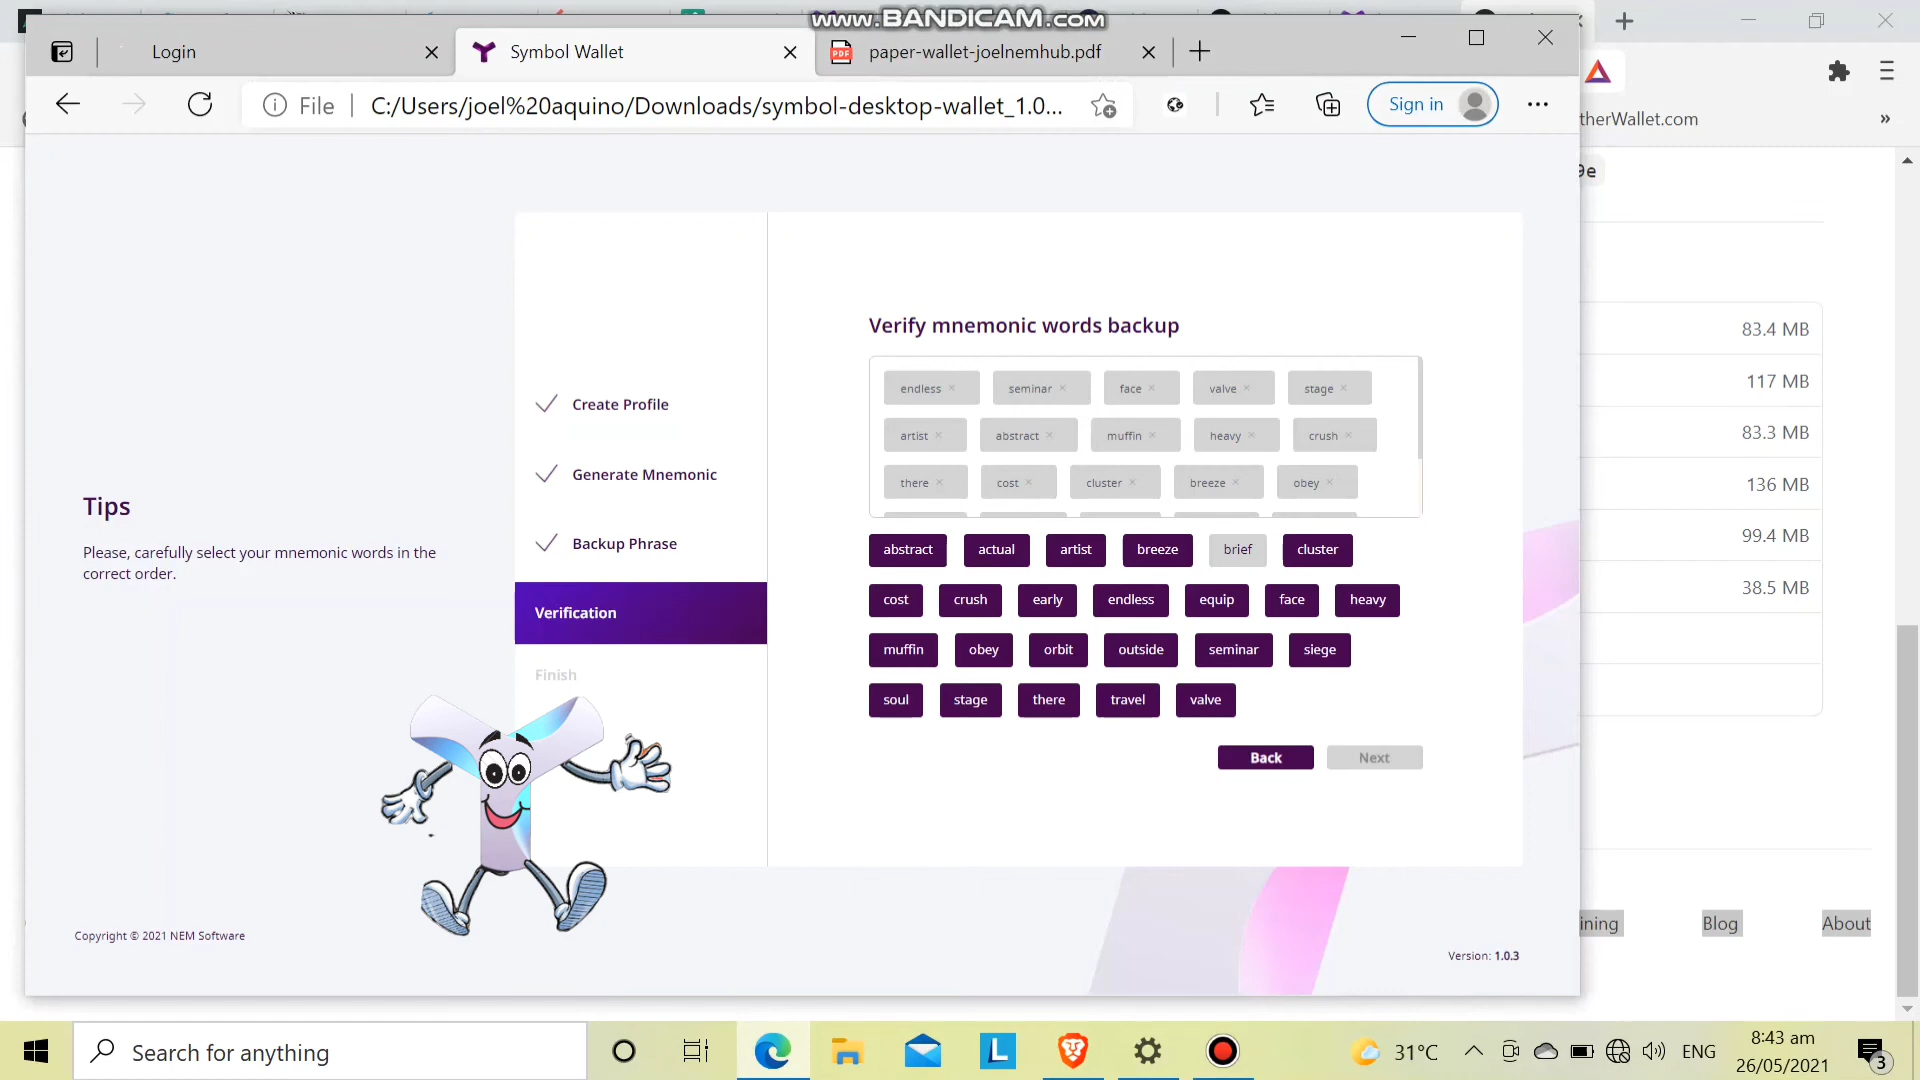 www.BANDICAM.com
Login
Symbol Wallet
paper-wallet-joelnemhub.pdf
File
C:/Users/joel%20aquino/Downloads/symbol-desktop-wallet_1.0...
Sign in
therWallet.com
9e
Verify mnemonic words backup
endless seminar face valve stage
artist abstract muffin heavy crush
there cost cluster breeze obey
Create Profile
Generate Mnemonic
Backup Phrase
Verification
Finish
Tips
Please, carefully select your mnemonic words in the
correct order.
abstract actual artist breeze brief cluster
cost crush early endless equip face heavy
muffin obey orbit outside seminar siege
soul stage there travel valve
Back Next
83.4 MB
117 MB
83.3 MB
136 MB
99.4 MB
38.5 MB
Copyright © 2021 NEM Software
Version: 1.0.3
ining Blog About
Search for anything
31°C
ENG
8:43 am
26/05/2021
3